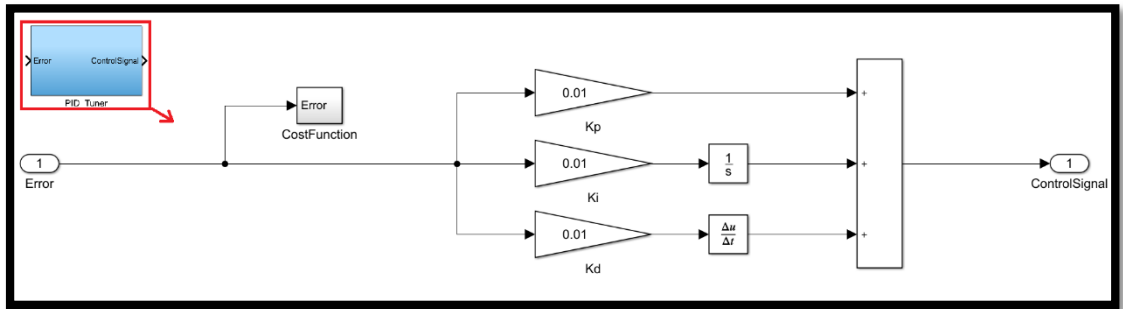 Error
ControlSignal
PID_Tuner
Error
CostFunction
1
Error
0.01
Kp
0.01
Ki
0.01
Kd
1
s
Δu
Δt
+
+
+
1
ControlSignal